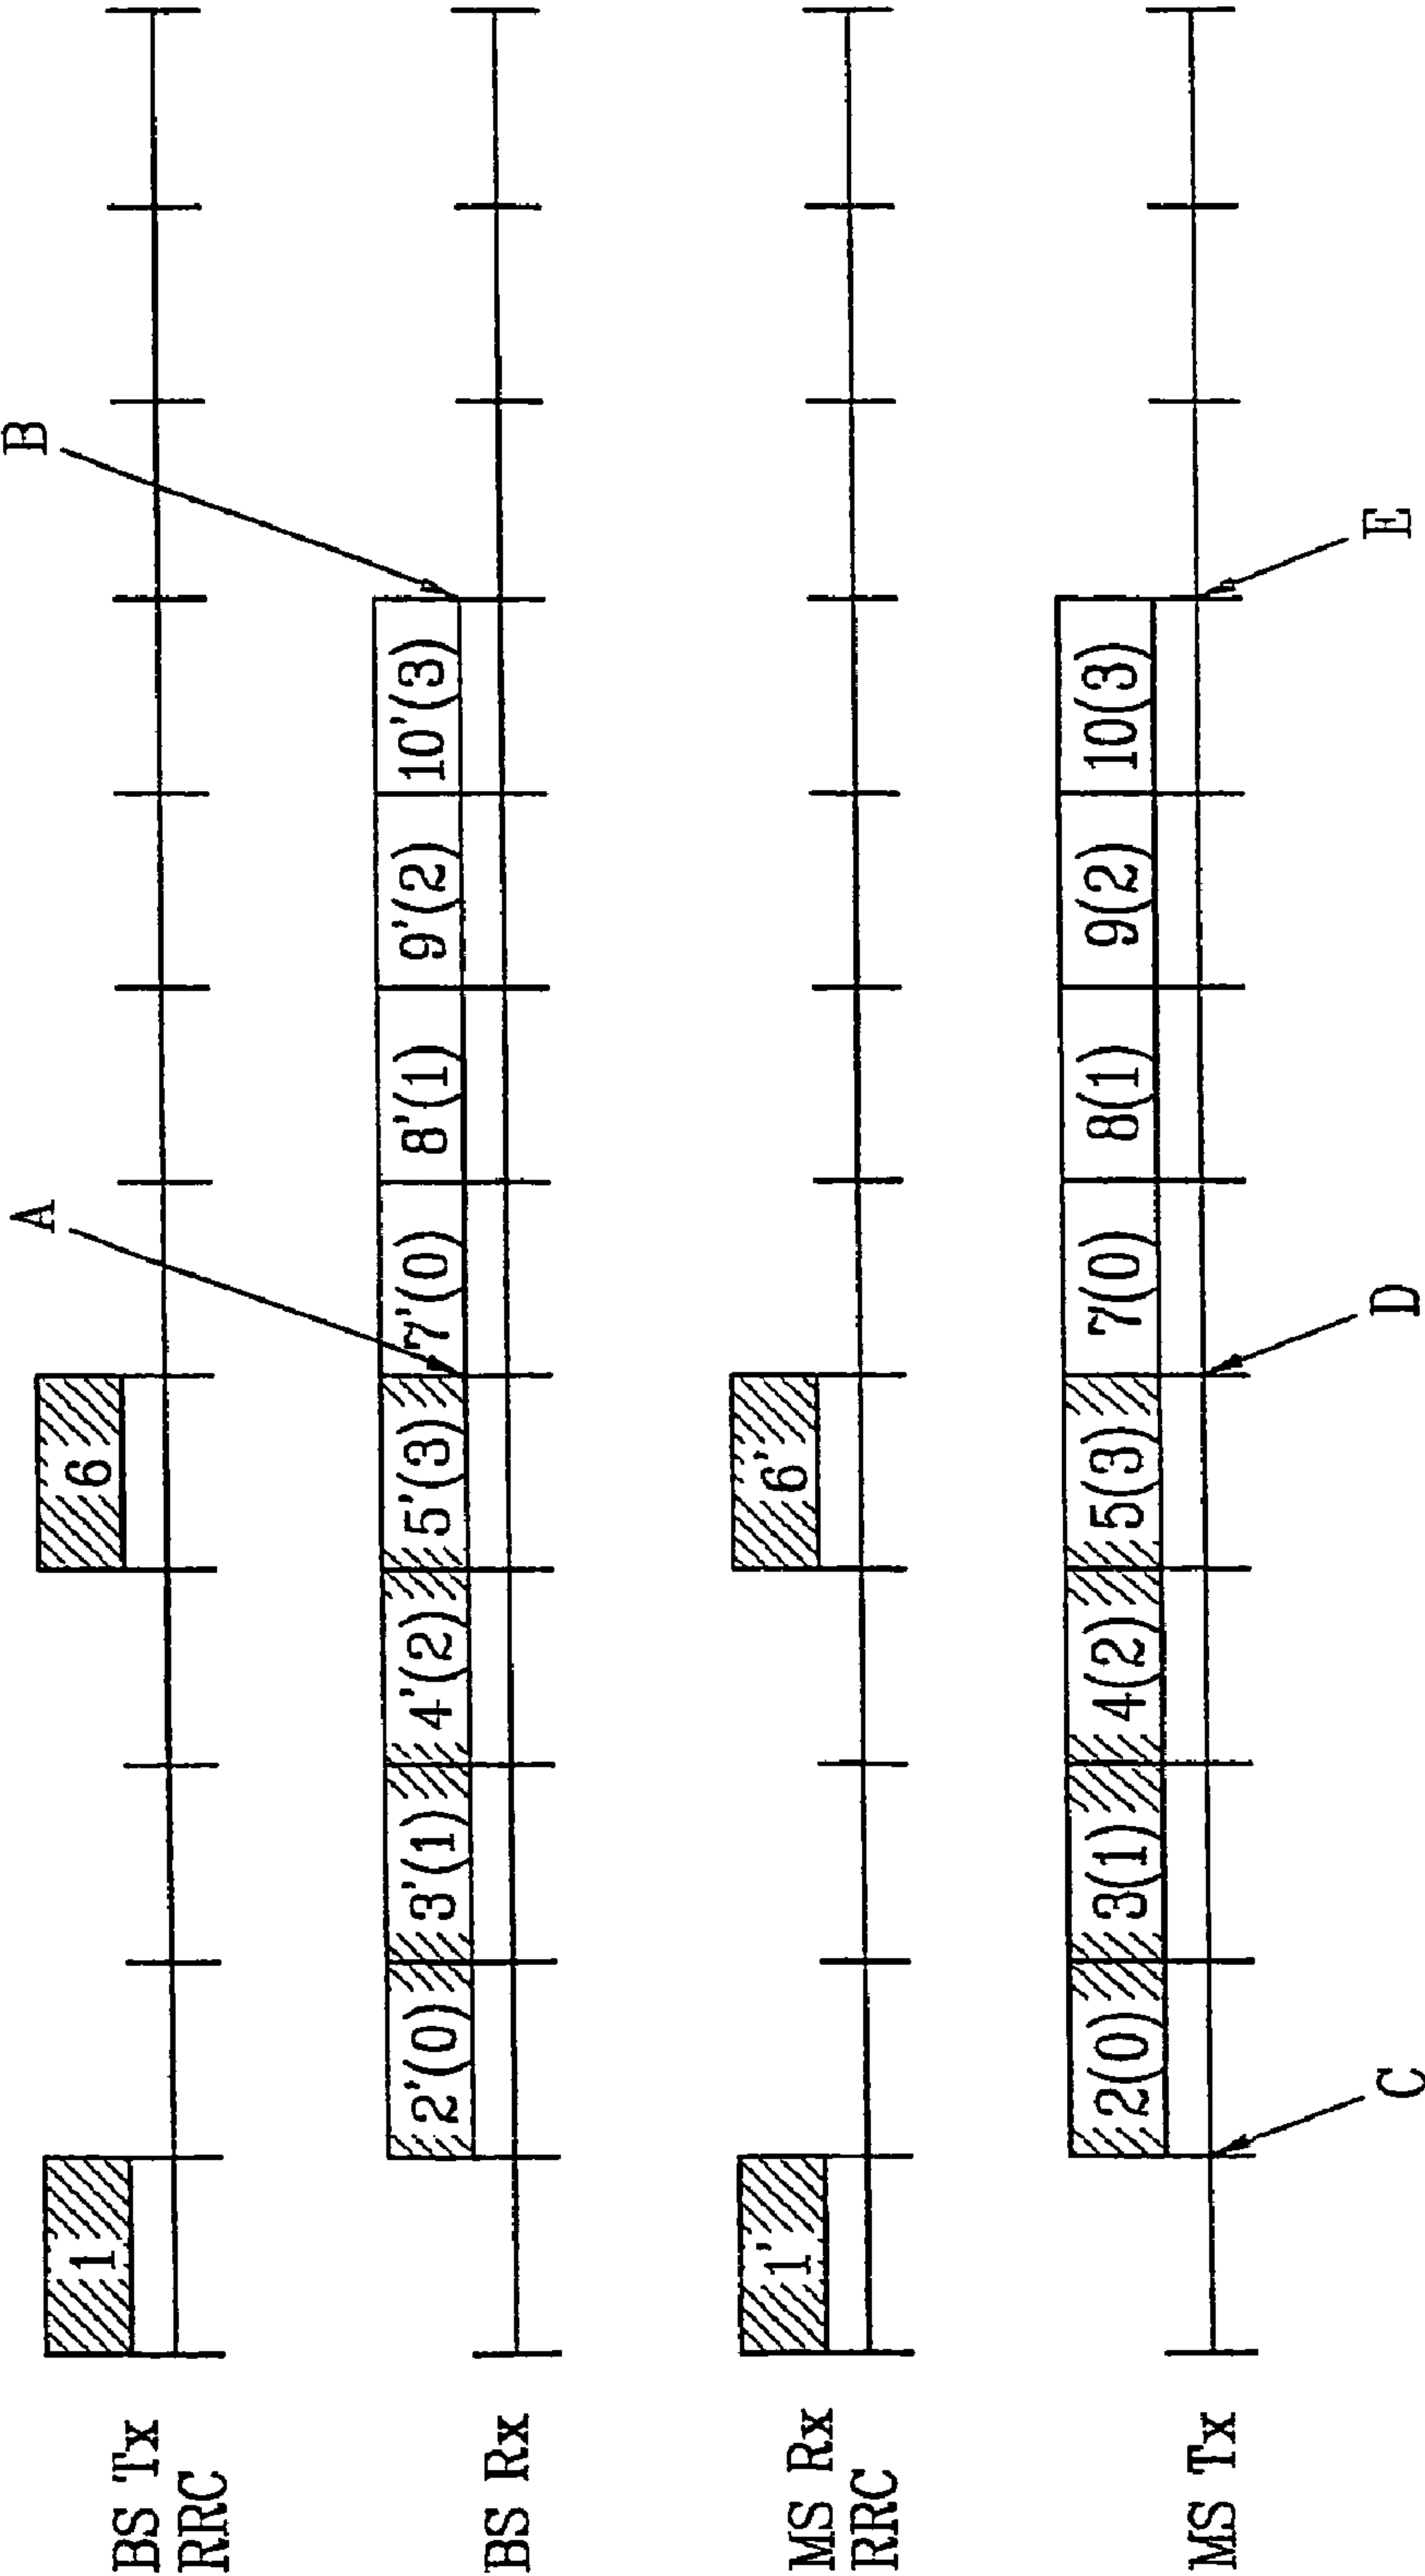 B
A
BS Tx
RRC
1
6
BS Rx
2'(0) 3'(1) 4'(2) 5'(3) 7'(0) 8'(1) 9'(2) 10'(3)
MS Rx
RRC
1'
6'
MS Tx
2(0) 3(1) 4(2) 5(3) 7(0) 8(1) 9(2) 10(3)
C
D
E